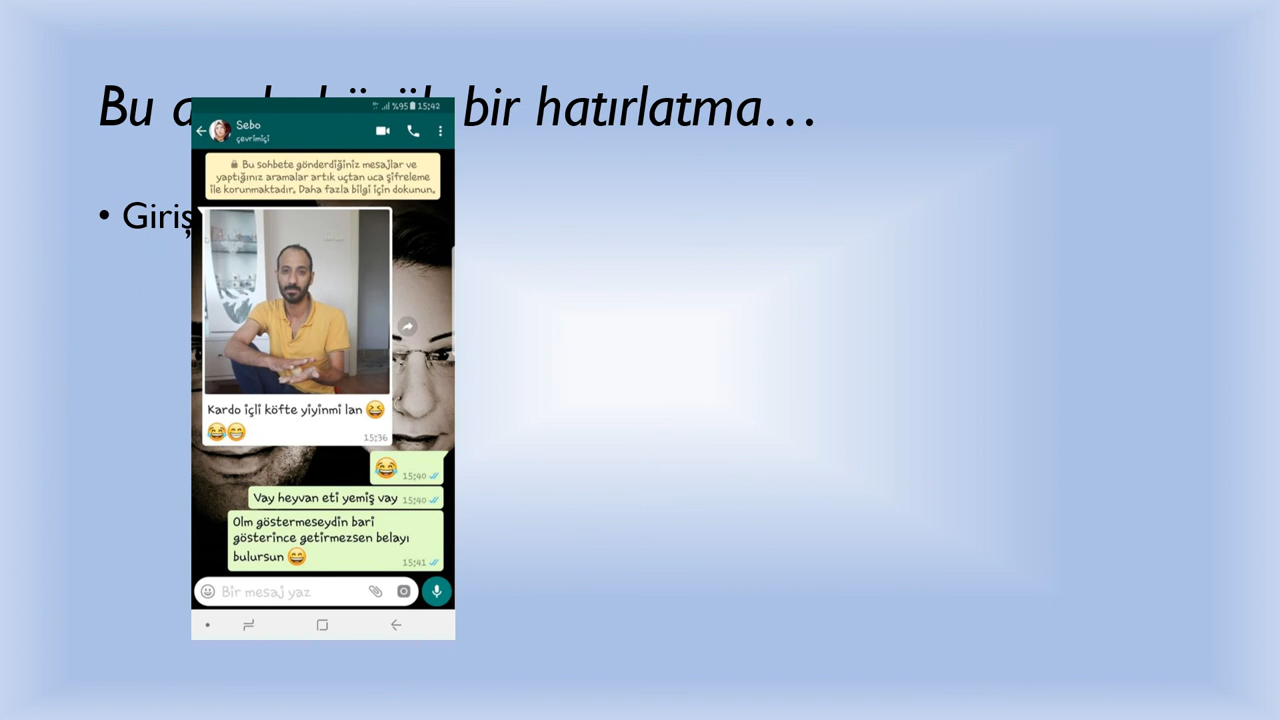 Bu bir hatırlatma…
• Giriş
%95 15:42
Sebo
çevrimiçi
Bu sohbete gönderdiğiniz mesajlar ve
yaptığınız aramalar artık uçtan uca şifreleme
ile korunmaktadır. Daha fazla bilgi için dokunun.
Kardo içli köfte yiyinmi lan 😆
😂😁
15:36
😂 15:40
Vay heyvan eti yemiş vay 15:40
Olm göstermeseydin bari
gösterince getirmezsen belayı
bulursun 😄
15:41
Bir mesaj yaz